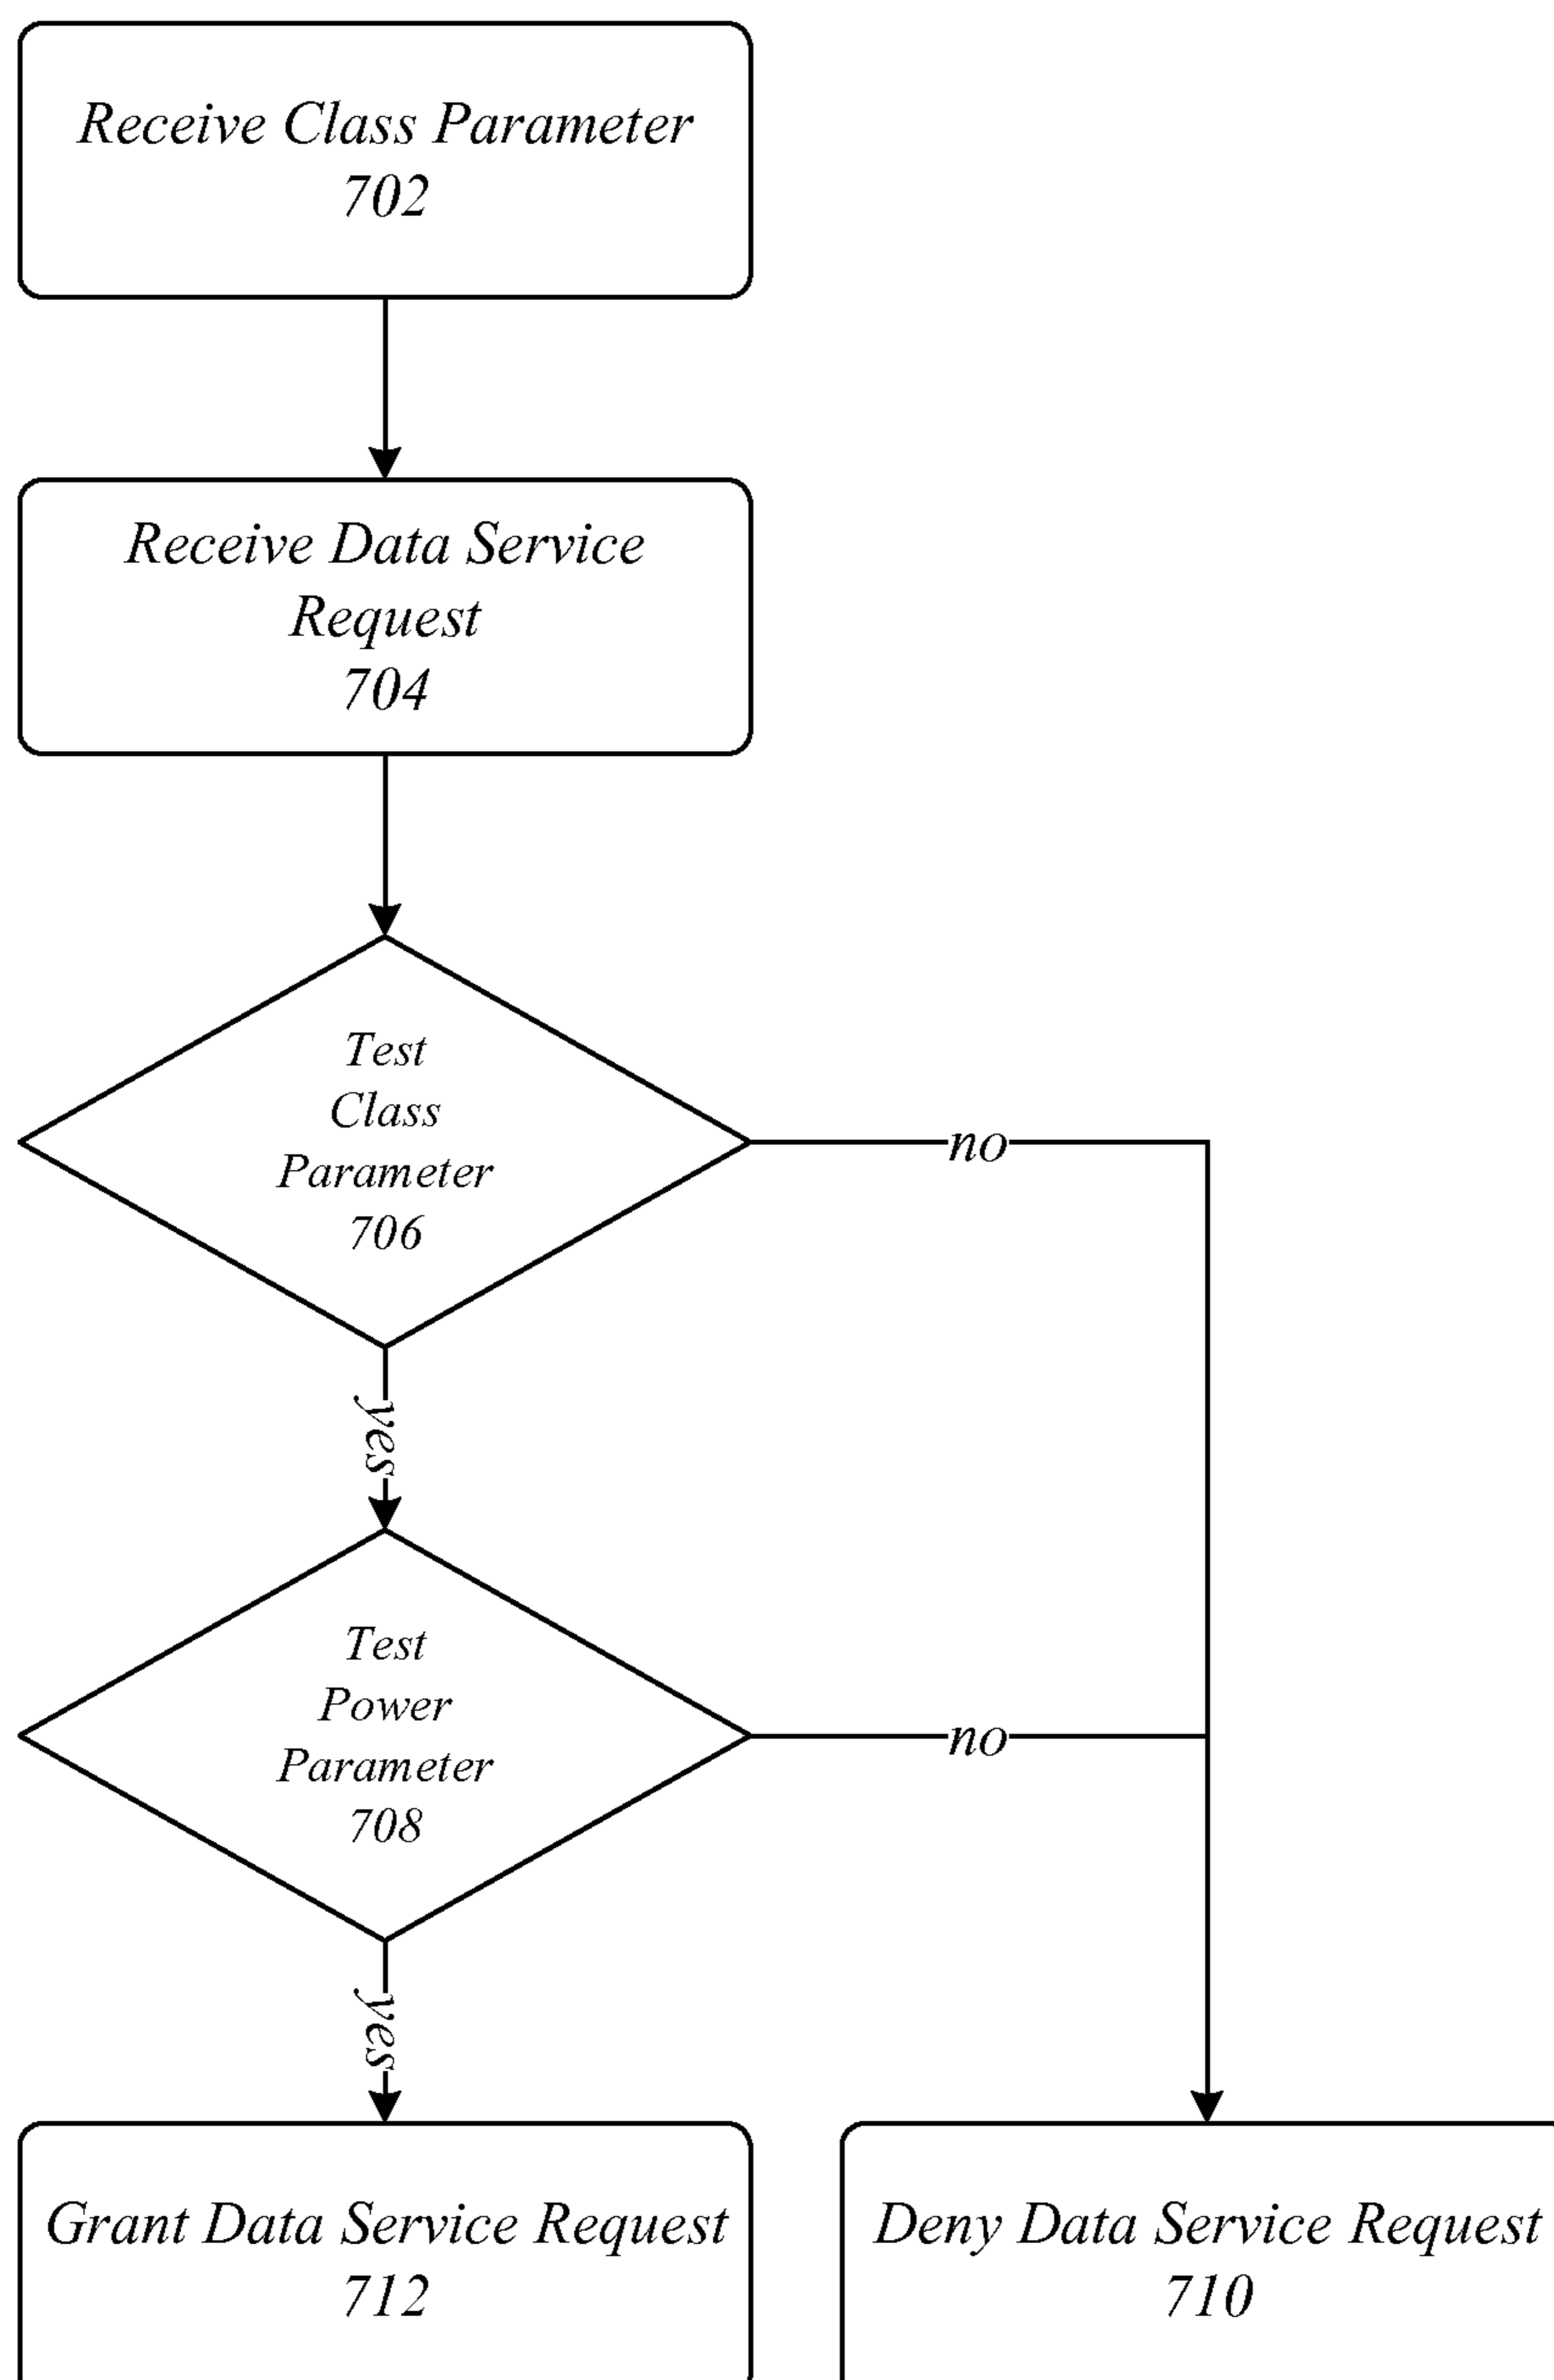 Receive Class Parameter
702
Receive Data Service
Request
704
Test
Class
Parameter
706
no
yes
Test
Power
Parameter
708
no
yes
Grant Data Service Request
712
Deny Data Service Request
710